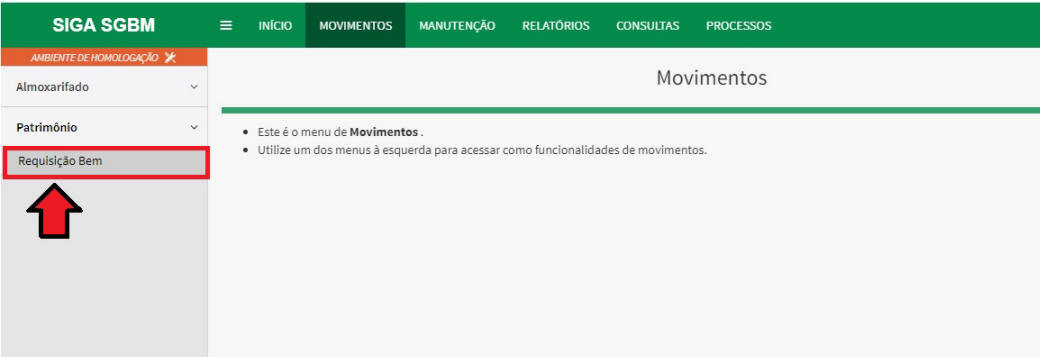 SIGA SGBM
INÍCIO MOVIMENTOS MANUTENÇÃO RELATÓRIOS CONSULTAS PROCESSOS
AMBIENTE DE HOMOLOGAÇÃO
Almoxarifado
Patrimônio
Requisição Bem
Movimentos
Este é o menu de Movimentos .
Utilize um dos menus à esquerda para acessar como funcionalidades de movimentos.